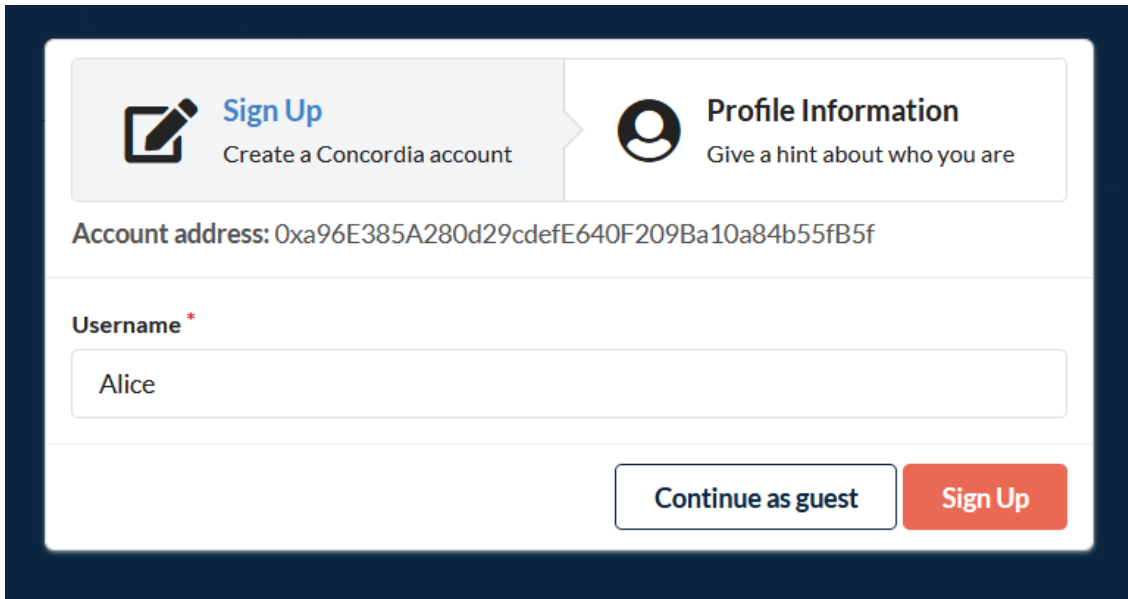 Sign Up
Create a Concordia account
Profile Information
Give a hint about who you are
Account address: 0xa96E385A280d29cdefE640F209Ba10a84b55fB5f
Username *
Alice
Continue as guest
Sign Up